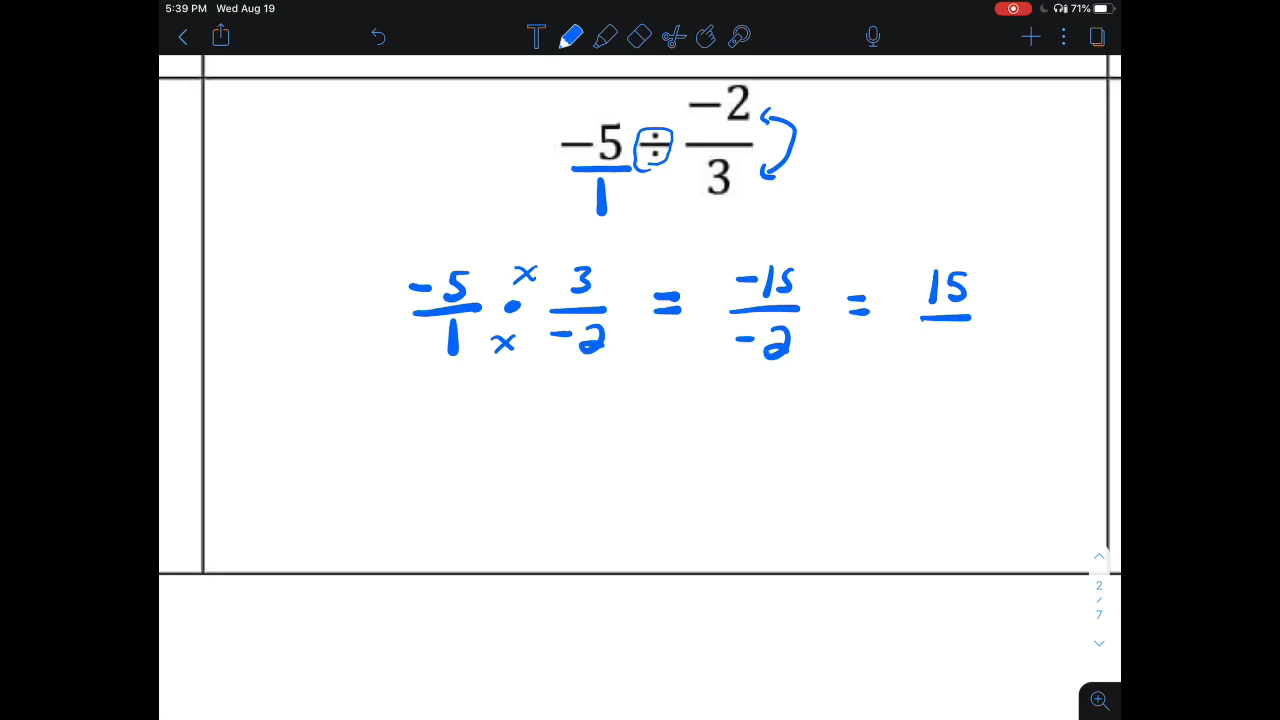 5:39 PM Wed Aug 19 71%
T
−5 ÷ −2/3
1
-5/1 • 3/-2 = -15/-2 = 15
x
x
2
/
7